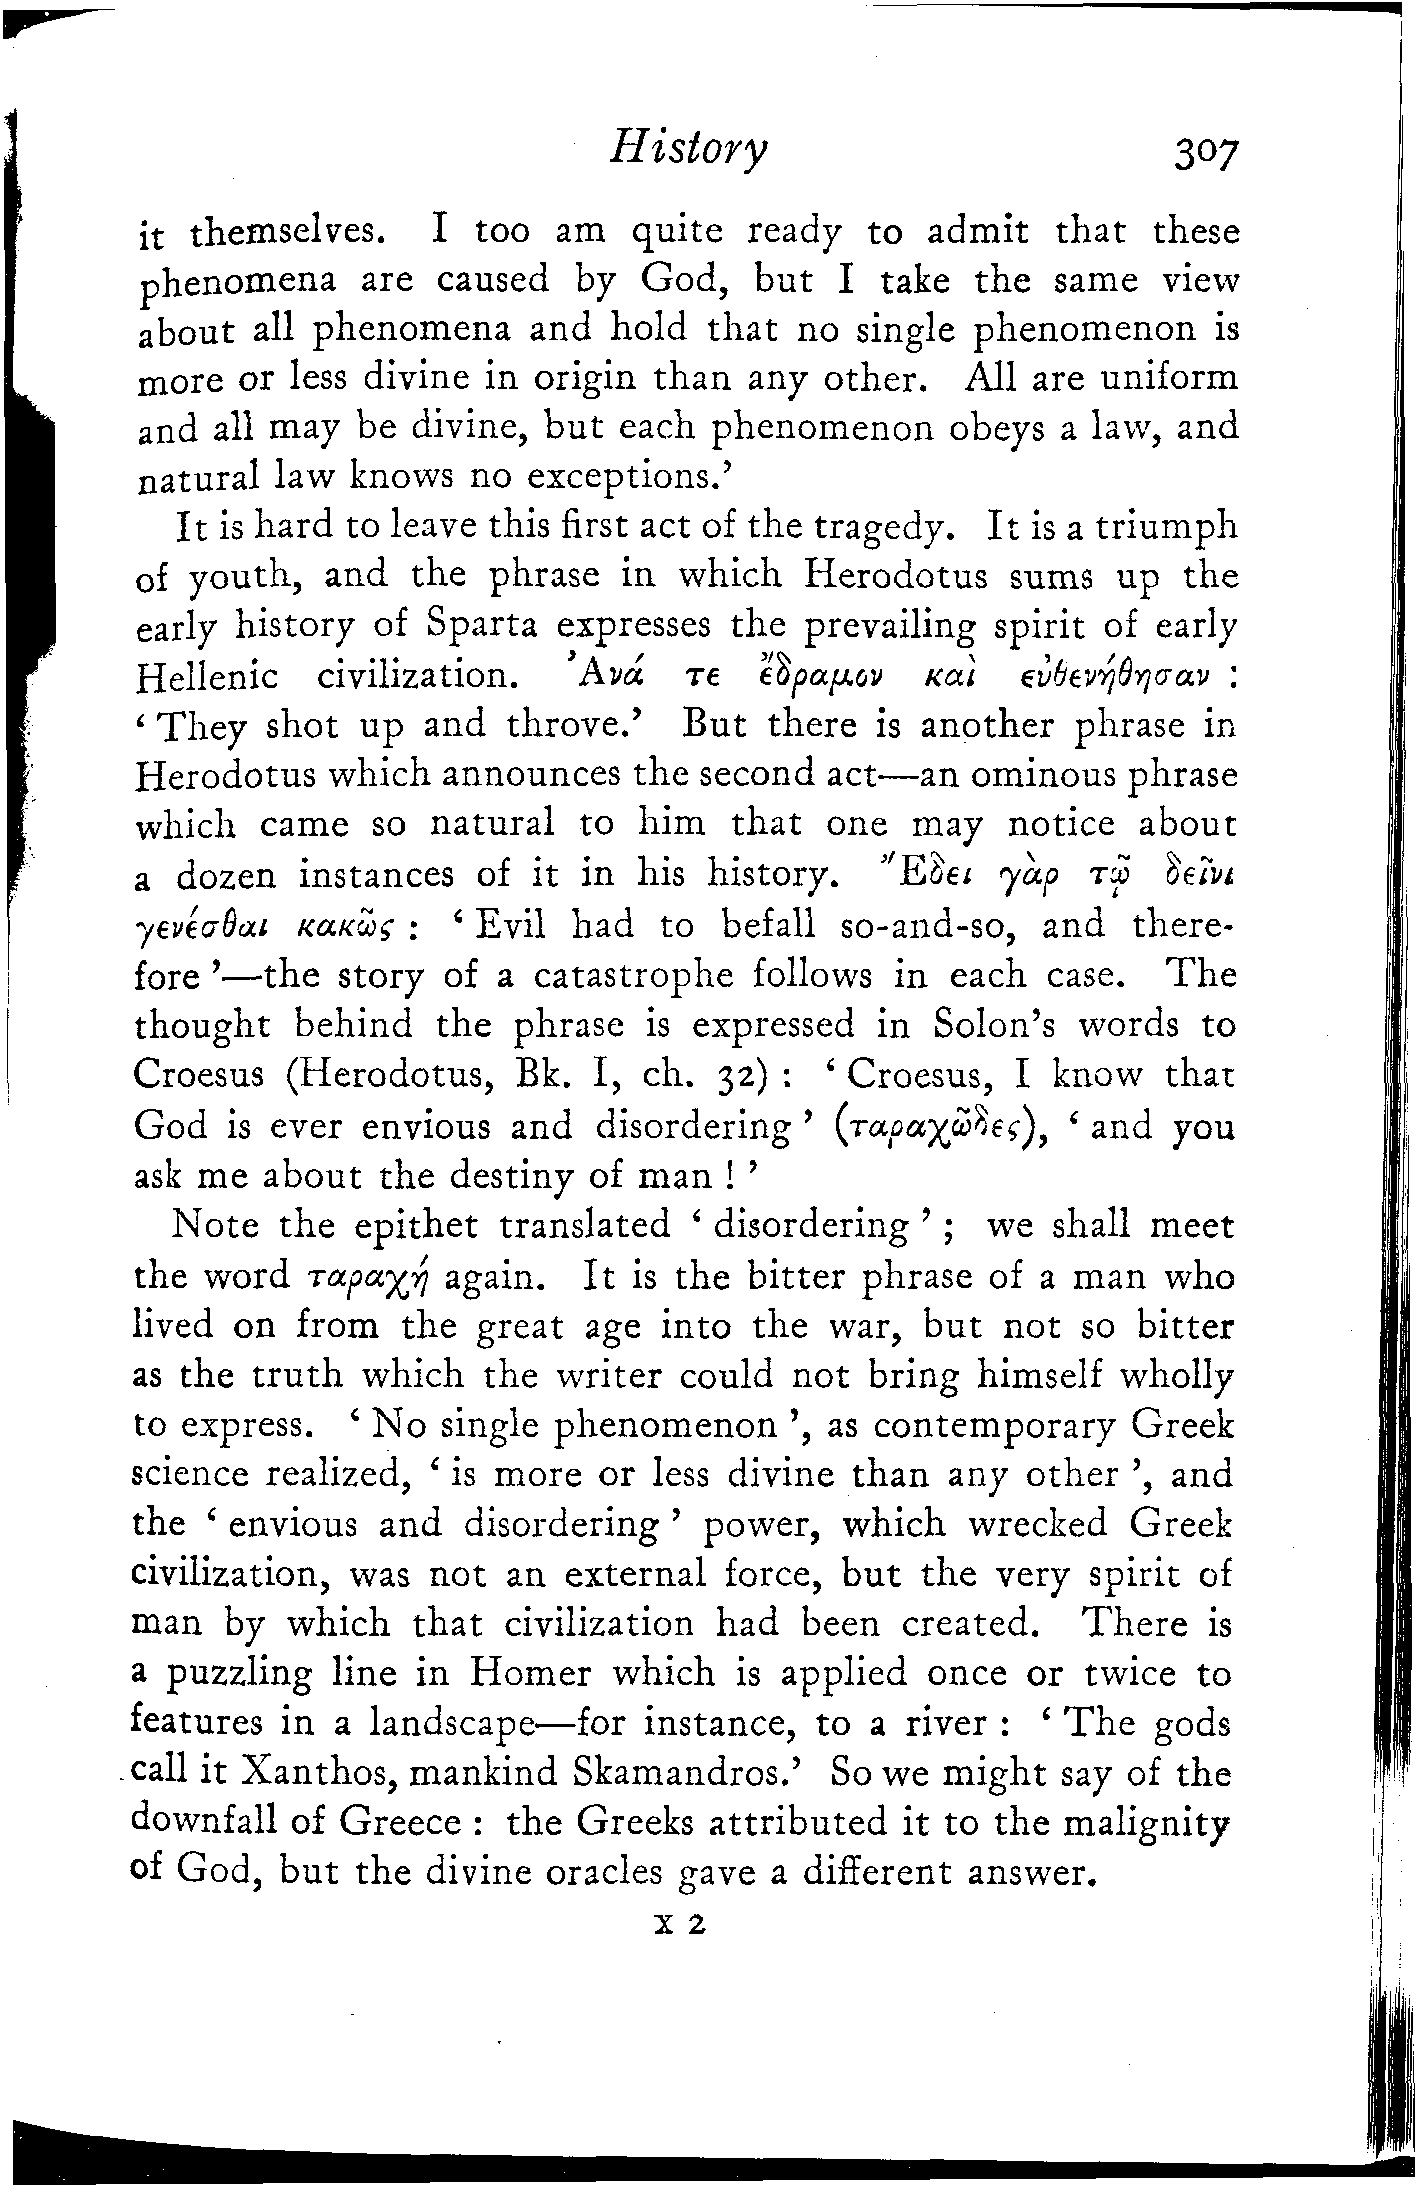 History 307
it themselves. I too am quite ready to admit that these
phenomena are caused by God, but I take the same view
about all phenomena and hold that no single phenomenon is
more or less divine in origin than any other. All are uniform
and all may be divine, but each phenomenon obeys a law, and
natural law knows no exceptions.’
It is hard to leave this first act of the tragedy. It is a triumph
of youth, and the phrase in which Herodotus sums up the
early history of Sparta expresses the prevailing spirit of early
Hellenic civilization. Ἀνά τε ἔδραμον καὶ εὐθενήθησαν :
‘ They shot up and throve.’ But there is another phrase in
Herodotus which announces the second act—an ominous phrase
which came so natural to him that one may notice about
a dozen instances of it in his history. Ἔδει γὰρ τῷ δεῖνι
γενέσθαι κακῶς : ‘ Evil had to befall so-and-so, and there-
fore ’—the story of a catastrophe follows in each case. The
thought behind the phrase is expressed in Solon’s words to
Croesus (Herodotus, Bk. I, ch. 32) : ‘ Croesus, I know that
God is ever envious and disordering ’ (ταραχῶδες), ‘ and you
ask me about the destiny of man ! ’
Note the epithet translated ‘ disordering ’ ; we shall meet
the word ταραχή again. It is the bitter phrase of a man who
lived on from the great age into the war, but not so bitter
as the truth which the writer could not bring himself wholly
to express. ‘ No single phenomenon ’, as contemporary Greek
science realized, ‘ is more or less divine than any other ’, and
the ‘ envious and disordering ’ power, which wrecked Greek
civilization, was not an external force, but the very spirit of
man by which that civilization had been created. There is
a puzzling line in Homer which is applied once or twice to
features in a landscape—for instance, to a river : ‘ The gods
call it Xanthos, mankind Skamandros.’ So we might say of the
downfall of Greece : the Greeks attributed it to the malignity
of God, but the divine oracles gave a different answer.
X 2